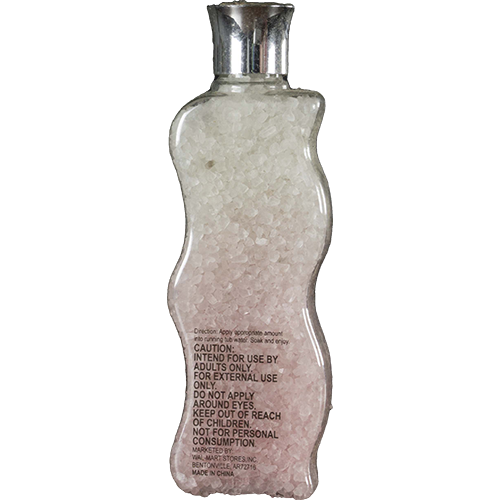 Direction: Apply appropriate amount
into running tub water. Soak and enjoy.
CAUTION:
INTEND FOR USE BY
ADULTS ONLY.
FOR EXTERNAL USE
ONLY.
DO NOT APPLY
AROUND EYES.
KEEP OUT OF REACH
OF CHILDREN.
NOT FOR PERSONAL
CONSUMPTION.
MARKETED BY:
WAL-MART STORES, INC.
BENTONVILLE, AR72716
MADE IN CHINA